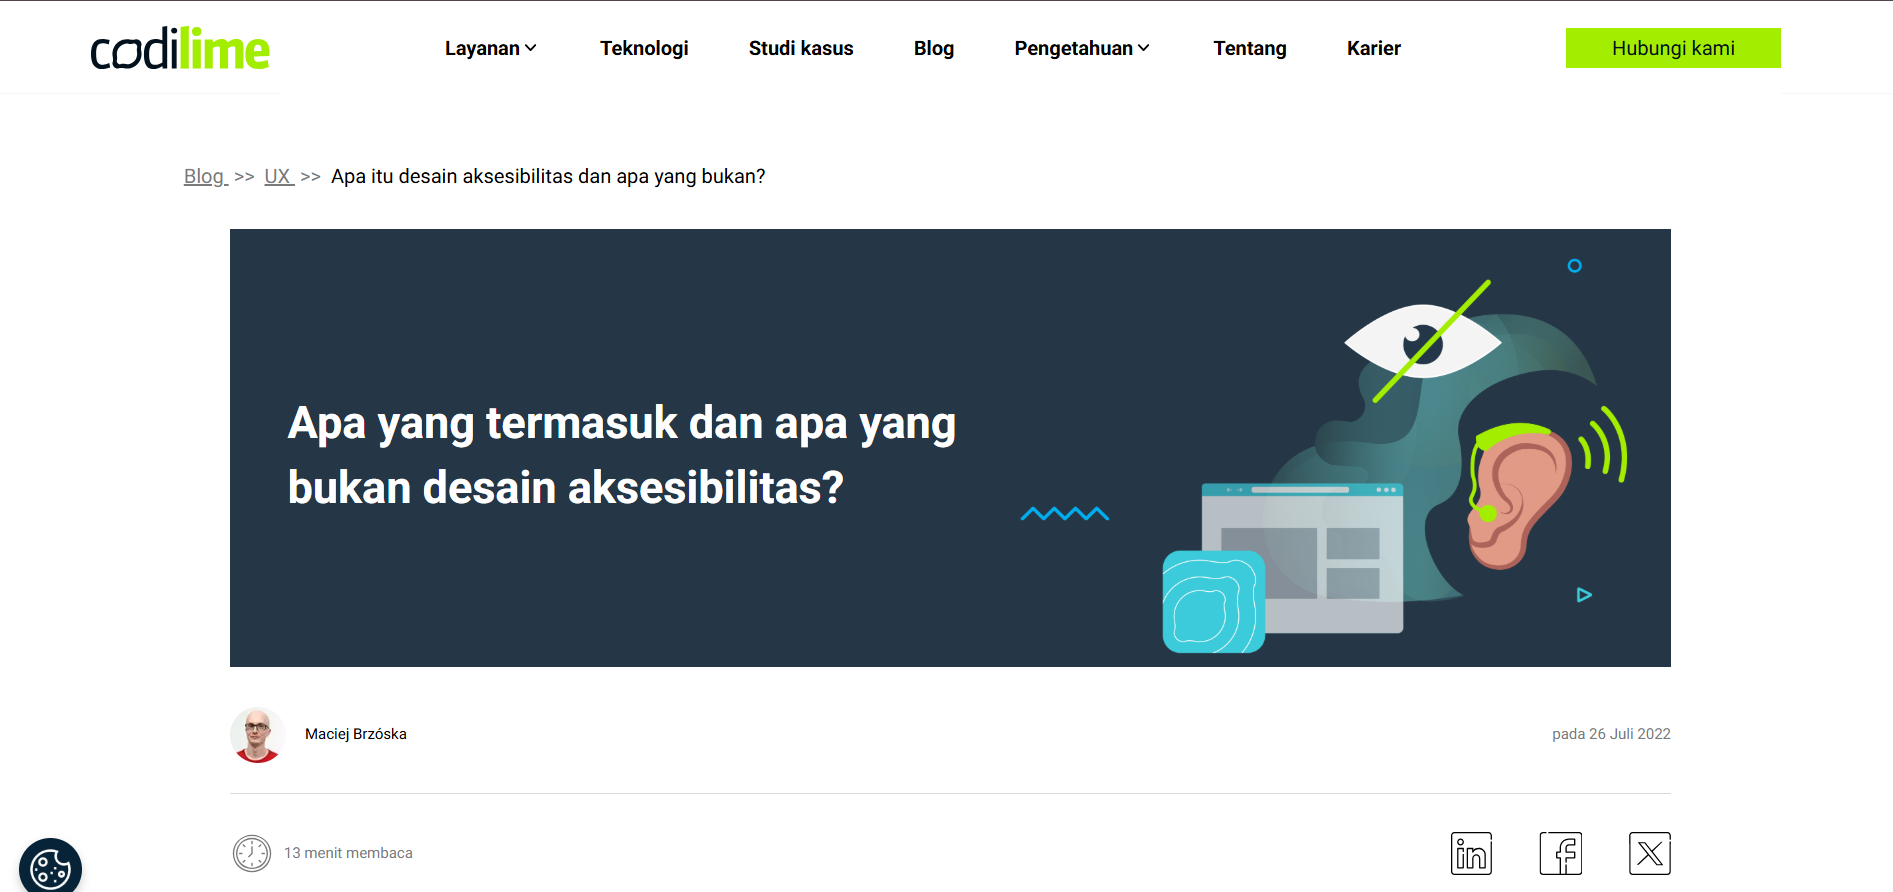 codilime
Layanan
Teknologi
Studi kasus
Blog
Pengetahuan
Tentang
Karier
Hubungi kami
Blog >> UX >> Apa itu desain aksesibilitas dan apa yang bukan?
Apa yang termasuk dan apa yang
bukan desain aksesibilitas?
Maciej Brzóska
pada 26 Juli 2022
13 menit membaca